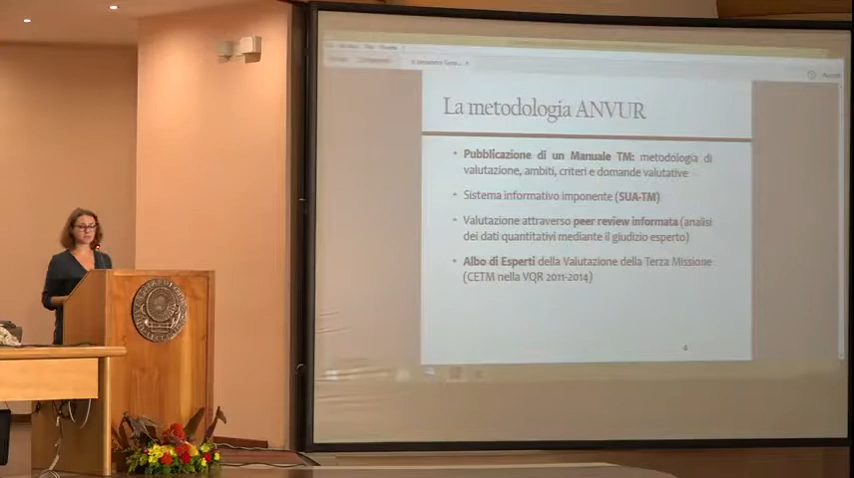 La metodologia ANVUR
• Pubblicazione di un Manuale TM: metodologia di
valutazione, ambiti, criteri e domande valutative
• Sistema informativo imponente (SUA-TM)
• Valutazione attraverso peer review informata (analisi
dei dati quantitativi mediante il giudizio esperto)
• Albo di Esperti della Valutazione della Terza Missione
(CETM nella VQR 2011-2014)
4